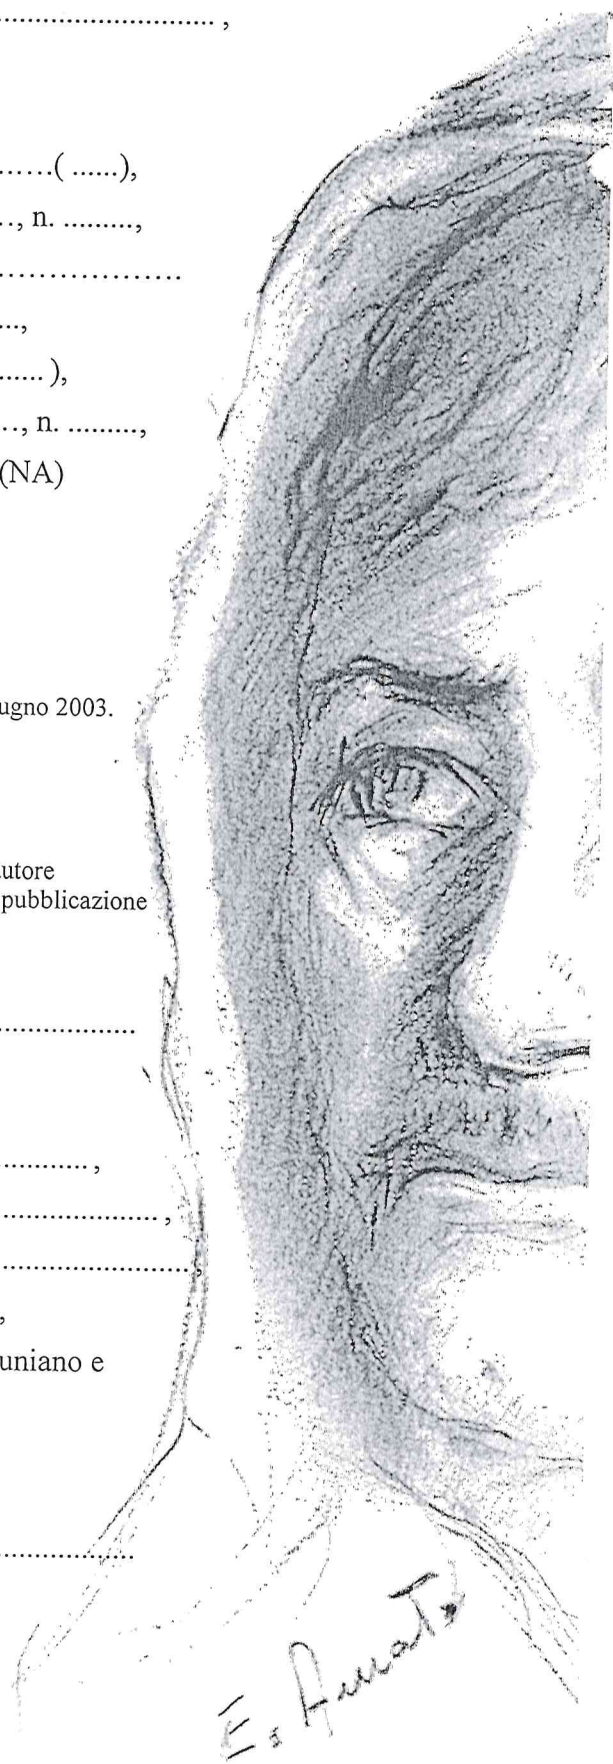 ........................................ ,
......( ......),
.., n. .........,
....................
...,
...... ),
.., n. .........,
(NA)
ugno 2003.
utore
pubblicazione
........................
.............. ,
........................... ,
.................................,
,
uniano e
........................
E. Amato